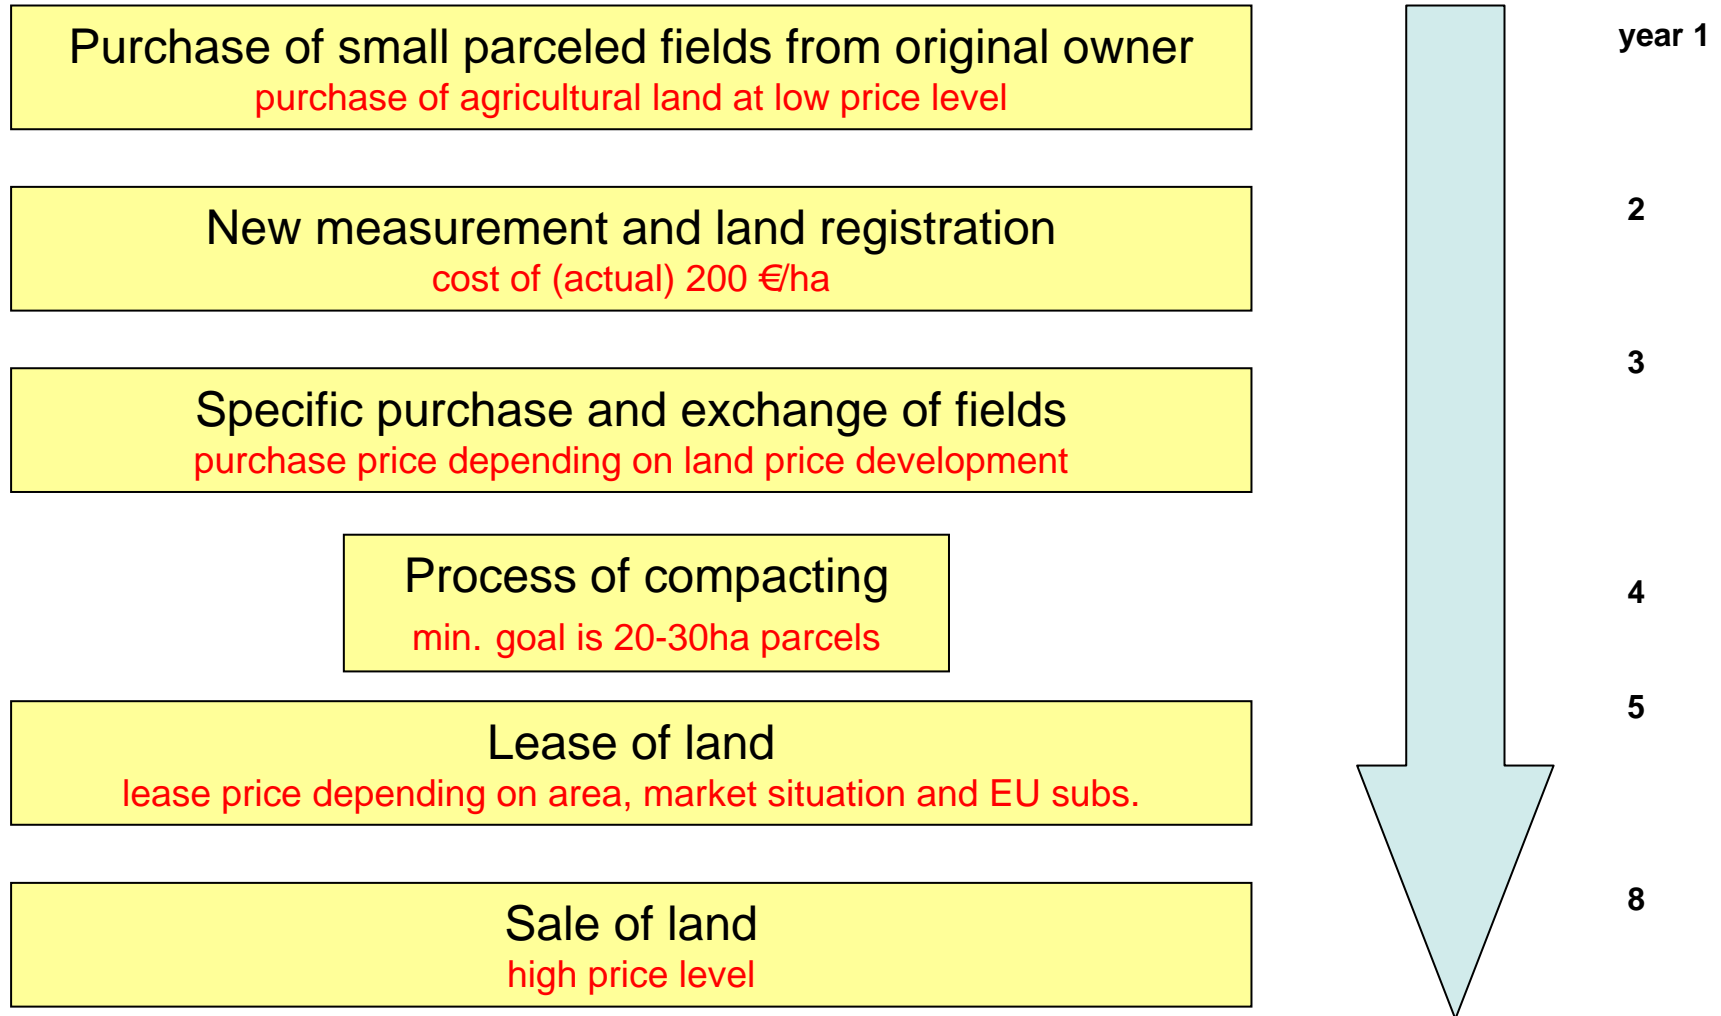 Purchase of small parceled fields from original owner
purchase of agricultural land at low price level
year 1
New measurement and land registration
cost of (actual) 200 €/ha
2
3
Specific purchase and exchange of fields
purchase price depending on land price development
Process of compacting
min. goal is 20-30ha parcels
4
5
Lease of land
lease price depending on area, market situation and EU subs.
8
Sale of land
high price level